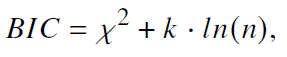 BIC = χ² + k · ln(n),